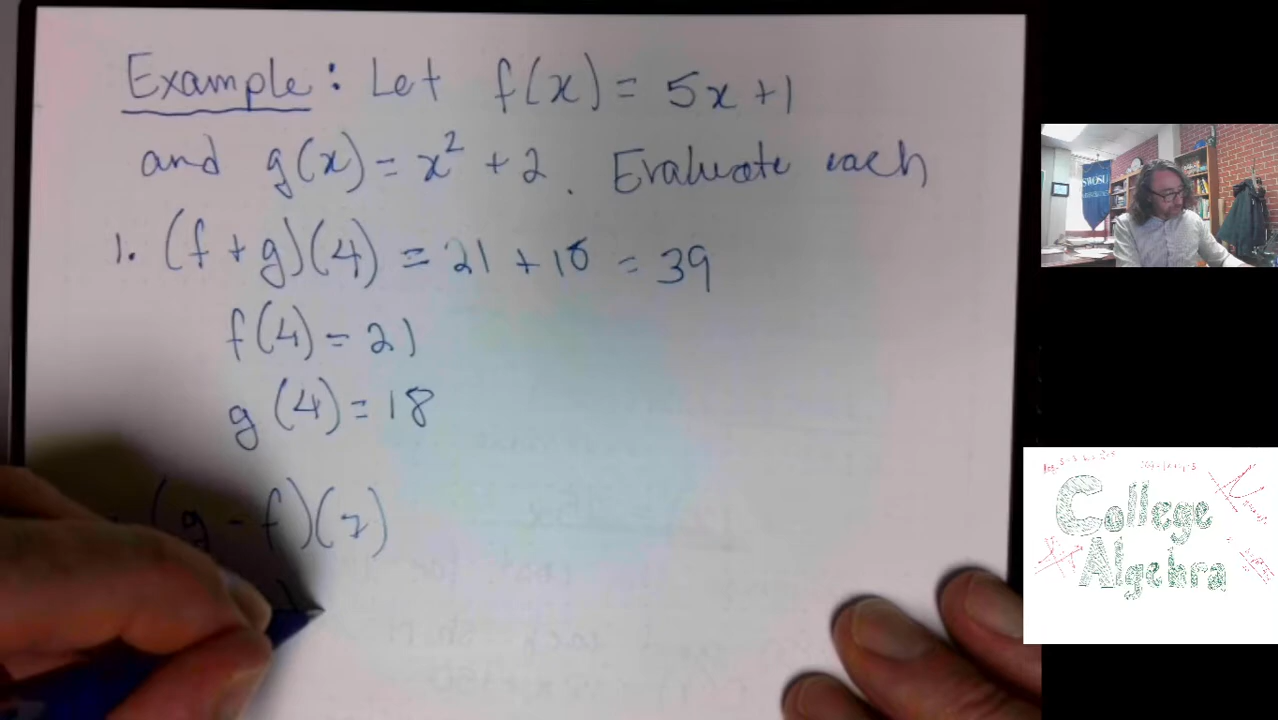 Example: Let f(x) = 5x+1
and g(x) = x² + 2. Evaluate each
1. (f+g)(4) = 21 + 18 = 39
f(4) = 21
g(4) = 18
(g - f)(7)
SWOSU
College
Algebra